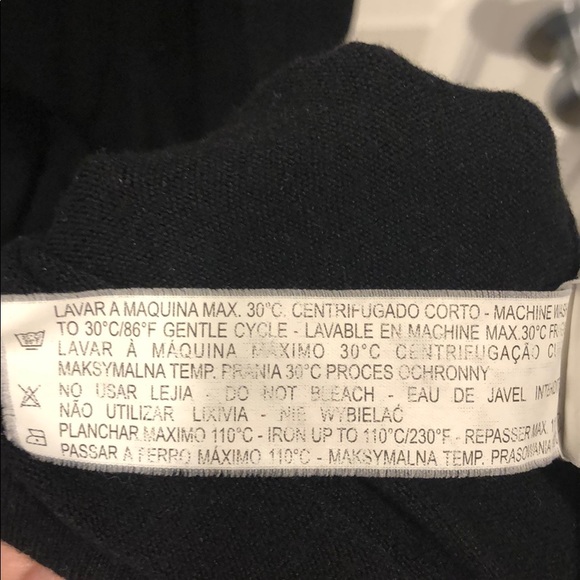 LAVAR A MAQUINA MAX. 30°C. CENTRIFUGADO CORTO - MACHINE WAS
TO 30°C/86°F GENTLE CYCLE - LAVABLE EN MACHINE MAX.30°C FR
LAVAR À MÁQUINA MÁXIMO 30°C CENTRIFUGAÇÃO C
MAKSYMALNA TEMP. PRANIA 30°C PROCES OCHRONNY
NO USAR LEJIA - DO NOT BLEACH - EAU DE JAVEL
NÃO UTILIZAR LIXÍVIA - NIE WYBIELAĆ
PLANCHAR MAXIMO 110°C - IRON UP TO 110°C/230°F - REPASSER MAX.
PASSAR A FERRO MÁXIMO 110°C - MAKSYMALNA TEMP. PRASOWANIA